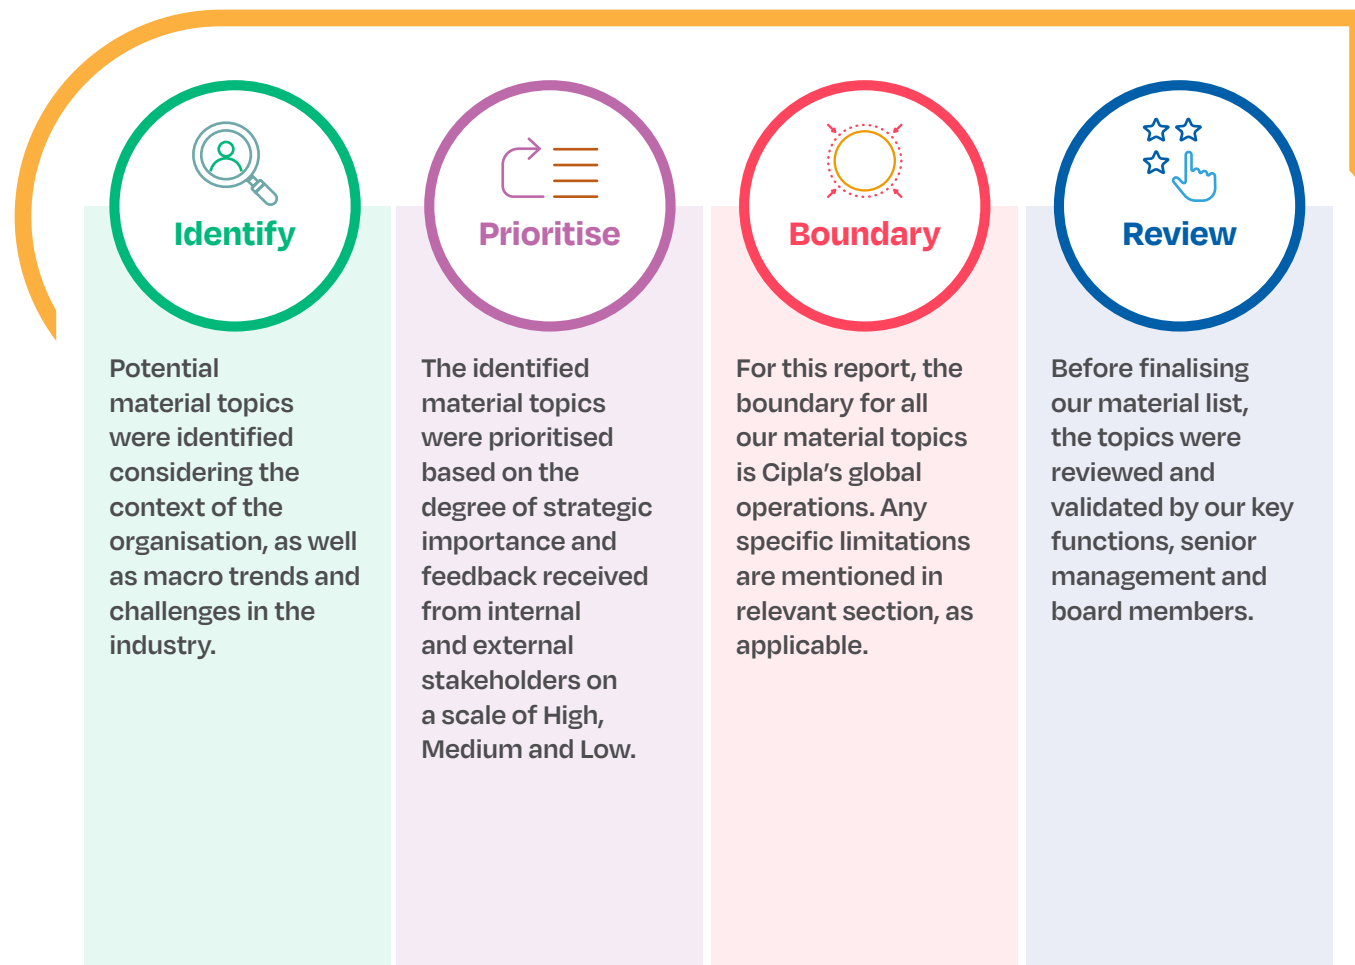 Identify
Potential
material topics
were identified
considering the
context of the
organisation, as well
as macro trends and
challenges in the
industry.
Prioritise
The identified
material topics
were prioritised
based on the
degree of strategic
importance and
feedback received
from internal
and external
stakeholders on
a scale of High,
Medium and Low.
Boundary
For this report, the
boundary for all
our material topics
is Cipla’s global
operations. Any
specific limitations
are mentioned in
relevant section, as
applicable.
Review
Before finalising
our material list,
the topics were
reviewed and
validated by our key
functions, senior
management and
board members.